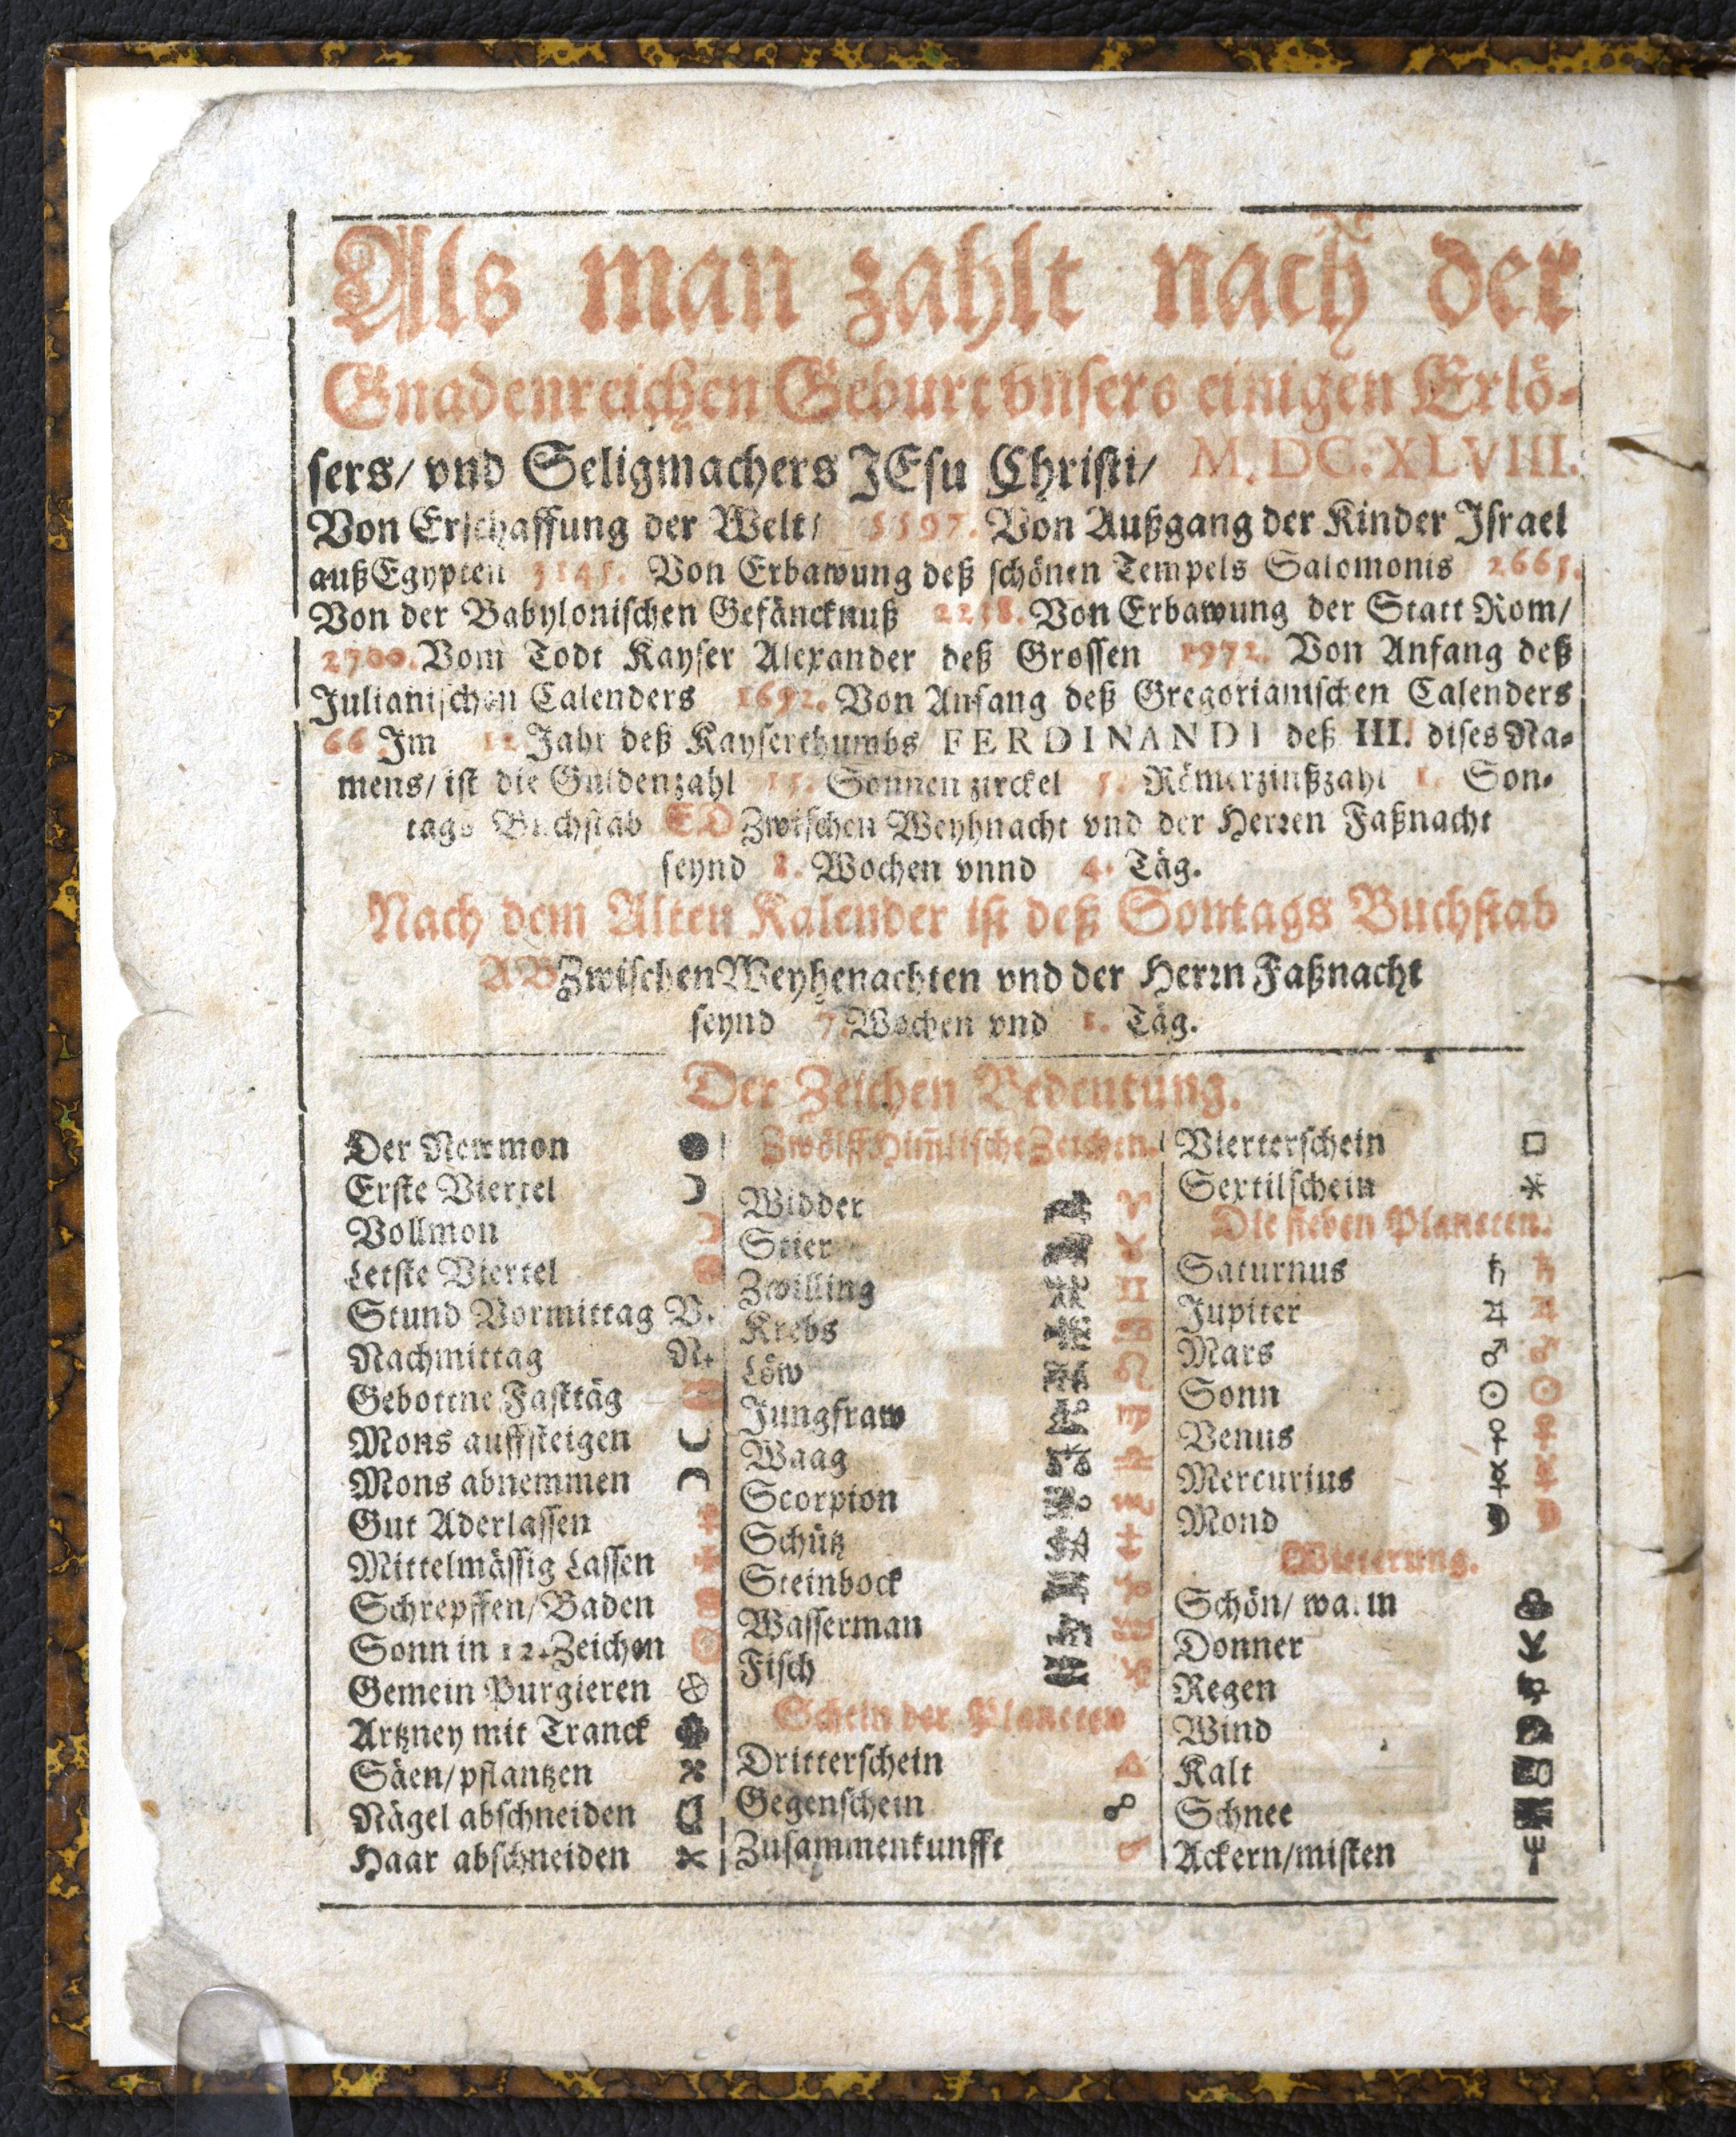 Als man zahlt nach der
Gnadenreichen Geburt vnsers einigen Erlö-
sers/ vnd Seligmachers JEsu Christi/ M. DC. XLVIII.
Von Erschaffung der Welt/ 5597. Von Außgang der Kinder Israel
auß Egypten 3145. Von Erbawung deß schönen Tempels Salomonis 2665.
Von der Babylonischen Gefäncknuß 2238. Von Erbawung der Statt Rom/
2700. Vom Todt Kayser Alexander deß Grossen 1972. Von Anfang deß
Julianischen Calenders 1692. Von Anfang deß Gregorianischen Calenders
66 Im 12 Jahr deß Kayserthumbs FERDINANDI deß III. dises Na-
mens/ ist die Guldenzahl 15. Sonnen zirckel 5. Römerzinßzahl 1. Son-
tags Buchstab E.D Zwischen Weyhnacht vnd der Herren Faßnacht
seynd 8. Wochen vnnd 4. Täg.
Nach dem Alten Kalender ist deß Sontags Buchstab
AB Zwischen Weyhenachten vnd der Herrn Faßnacht
seynd 7. Wochen vnd 1. Täg.
Der Zeichen Bedeutung.
Der Newmon ●
Erste Viertel ☽
Vollmon
Letste Viertel
Stund Vormittag V.
Nachmittag N.
Gebottne Fasttäg
Mons auffsteigen
Mons abnemmen
Gut Aderlassen
Mittelmässig Lassen
Schrepffen/Baden
Sonn in 12. Zeichen
Gemein Purgieren
Artzney mit Tranck
Säen/pflantzen
Nägel abschneiden
Haar abschneiden
Zwölff Him̃lische Zeichen.
Widder ♈
Stier ♉
Zwilling ♊
Krebs ♋
Löw ♌
Jungfraw ♍
Waag ♎
Scorpion ♏
Schütz ♐
Steinbock ♑
Wasserman ♒
Fisch ♓
Schein der Planeten
Dritterschein △
Gegenschein ☍
Zusammenkunfft ☌
Vierterschein □
Sextilschein ⚹
Die sieben Planeten.
Saturnus ♄ ♄
Jupiter ♃ ♃
Mars ♂ ♂
Sonn ☉ ☉
Venus ♀ ♀
Mercurius ☿ ☿
Mond ☽ ☽
Witterung.
Schön/ warm
Donner
Regen
Wind
Kalt
Schnee
Ackern/misten